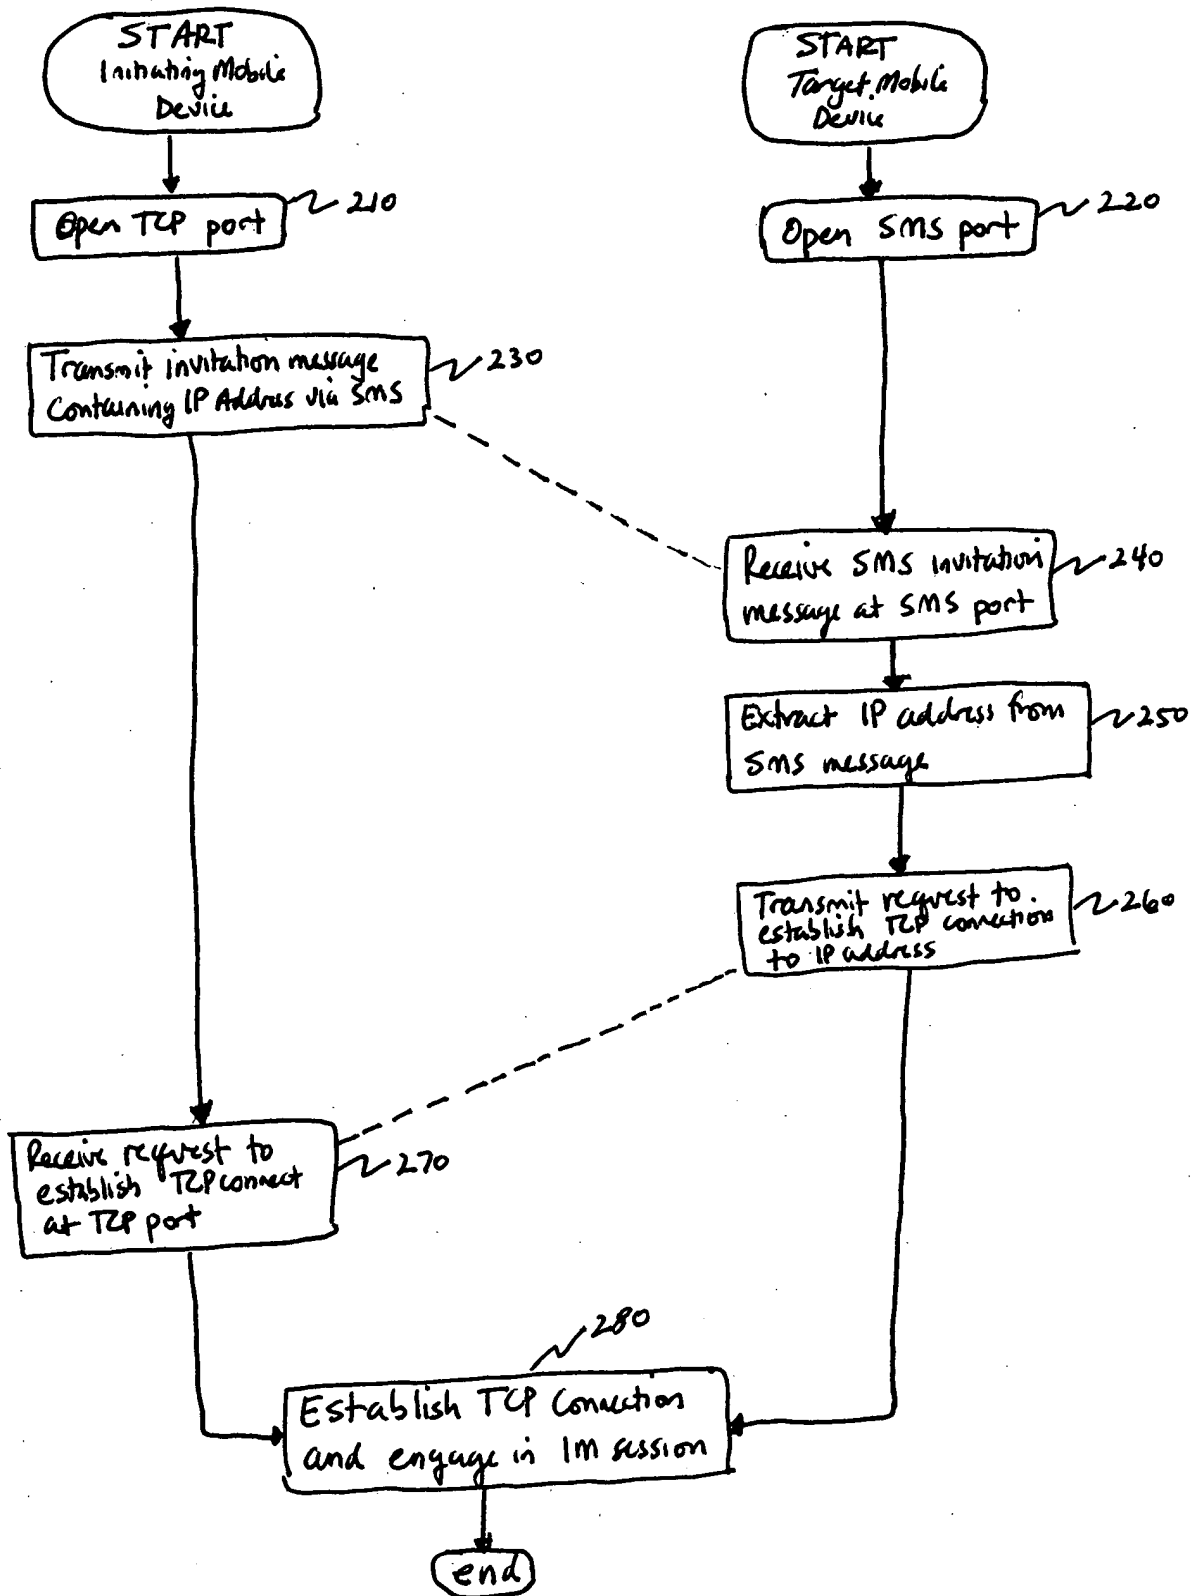 START
Initiating Mobile
Device
START
Target Mobile
Device
210
Open TCP port
220
Open SMS port
Transmit invitation message
Containing IP Address via SMS
230
Receive SMS invitation
message at SMS port
240
Extract IP address from
SMS message
250
Transmit request to
establish TCP connection
to IP address
260
Receive request to
establish TCP connect
at TCP port
270
280
Establish TCP Connection
and engage in IM session
end